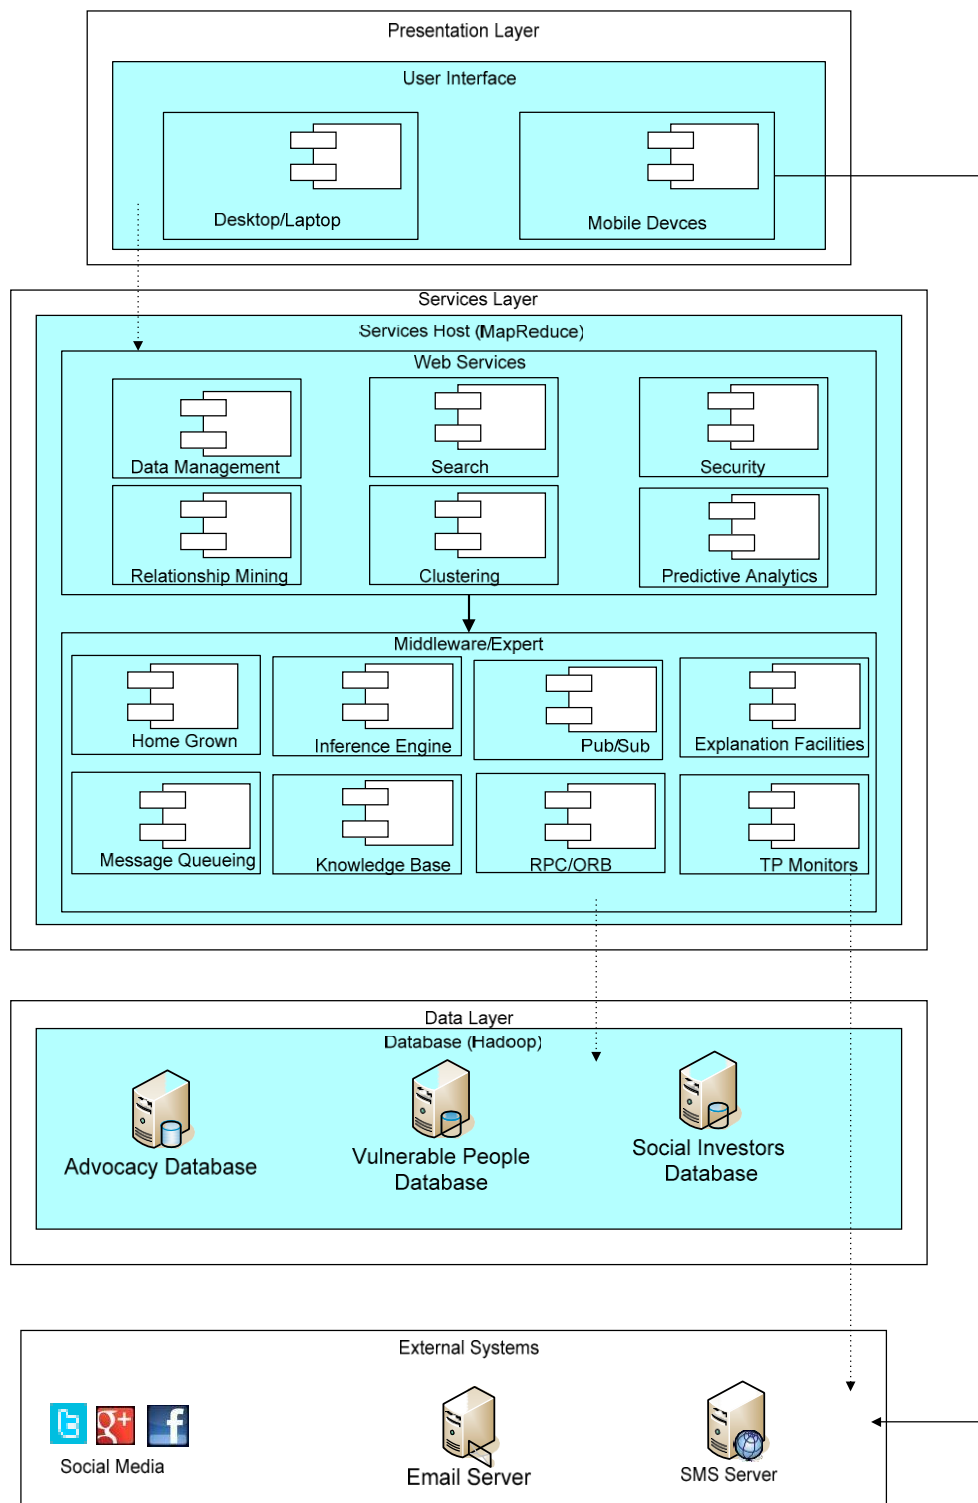 Presentation Layer
User Interface
Desktop/Laptop
Mobile Devces
Services Layer
Services Host (MapReduce)
Web Services
Data Management
Search
Security
Relationship Mining
Clustering
Predictive Analytics
Middleware/Expert
Home Grown
Inference Engine
Pub/Sub
Explanation Facilities
Message Queueing
Knowledge Base
RPC/ORB
TP Monitors
Data Layer
Database (Hadoop)
Advocacy Database
Vulnerable People
Database
Social Investors
Database
External Systems
t
g+
f
Social Media
Email Server
SMS Server